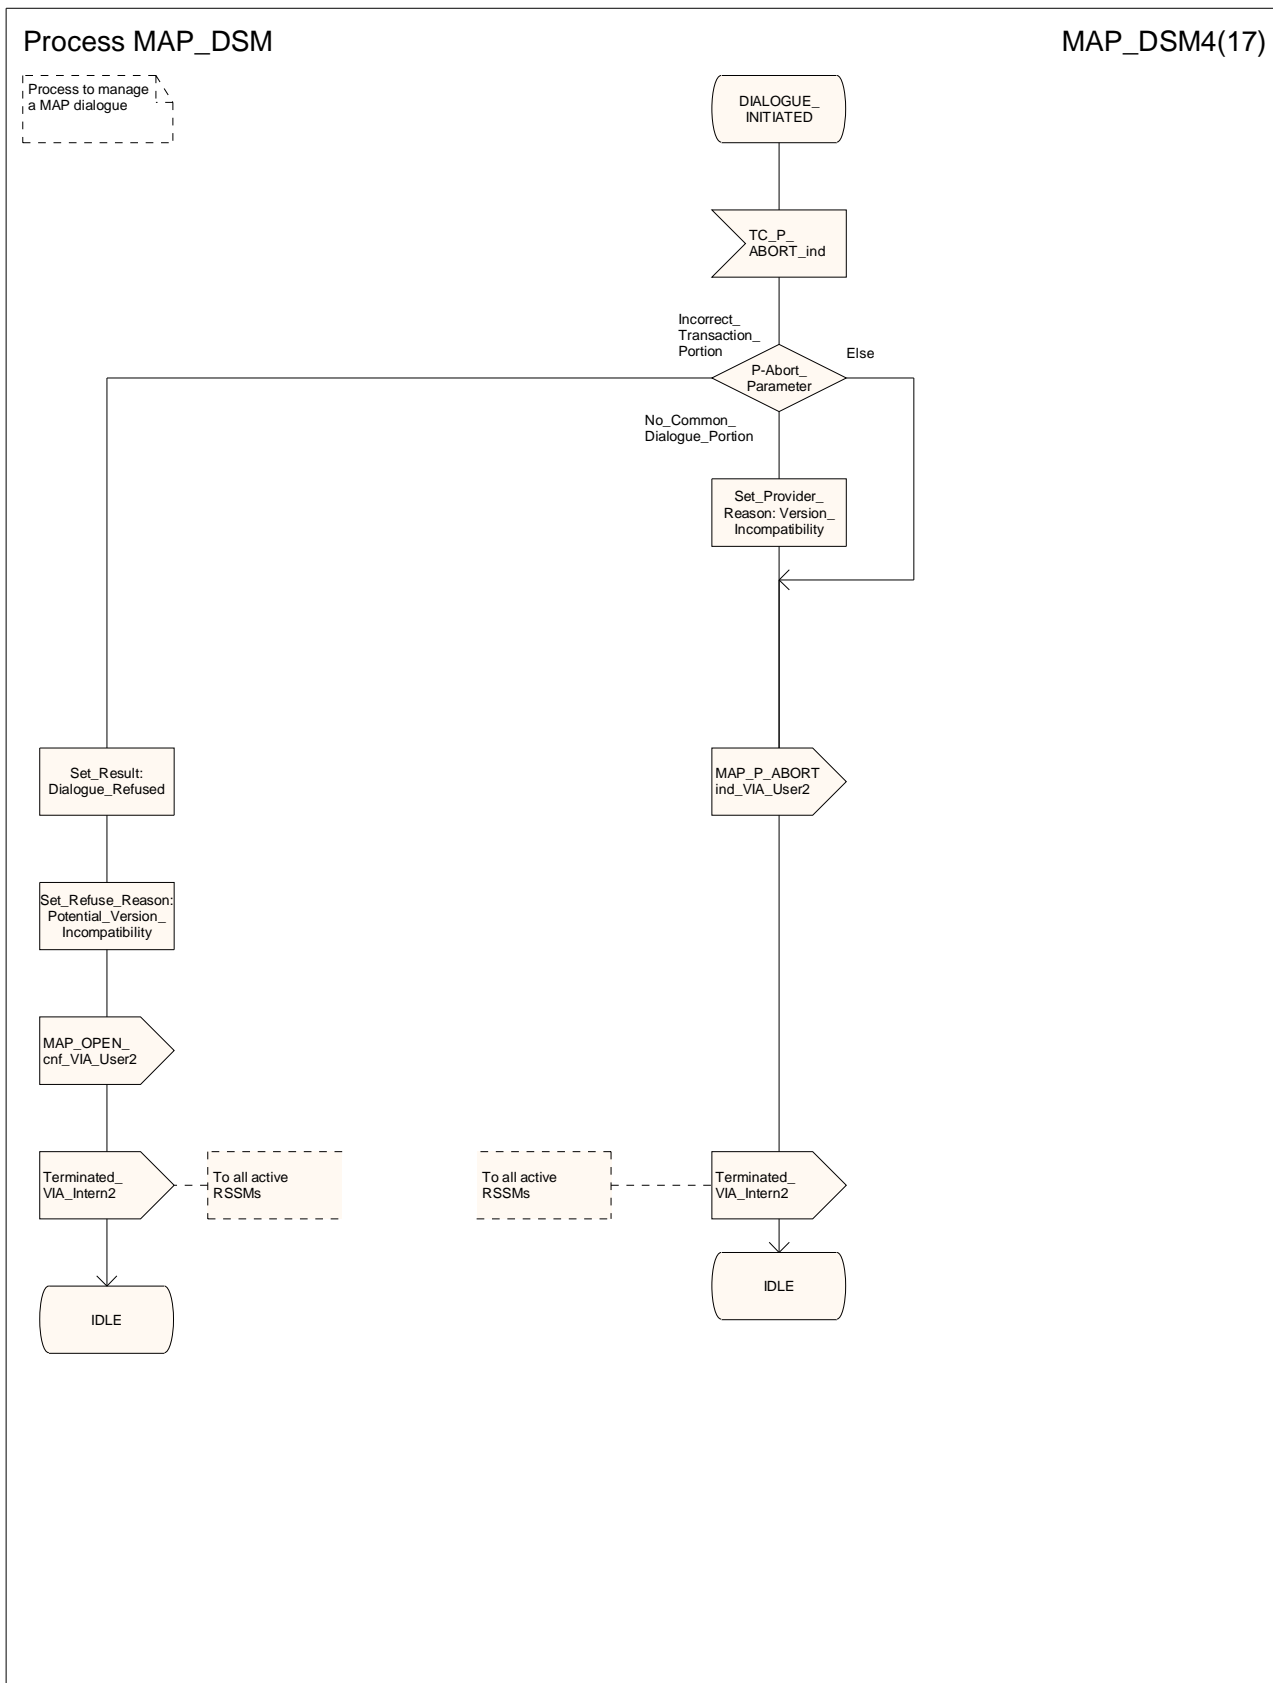 Process MAP_DSM
MAP_DSM4(17)
Process to manage
a MAP dialogue
DIALOGUE_
INITIATED
TC_P_
ABORT_ind
Incorrect_
Transaction_
Portion
Else
P-Abort_
Parameter
No_Common_
Dialogue_Portion
Set_Provider_
Reason: Version_
Incompatibility
Set_Result:
Dialogue_Refused
MAP_P_ABORT
ind_VIA_User2
Set_Refuse_Reason:
Potential_Version_
Incompatibility
MAP_OPEN_
cnf_VIA_User2
Terminated_
VIA_Intern2
To all active
RSSMs
To all active
RSSMs
Terminated_
VIA_Intern2
IDLE
IDLE